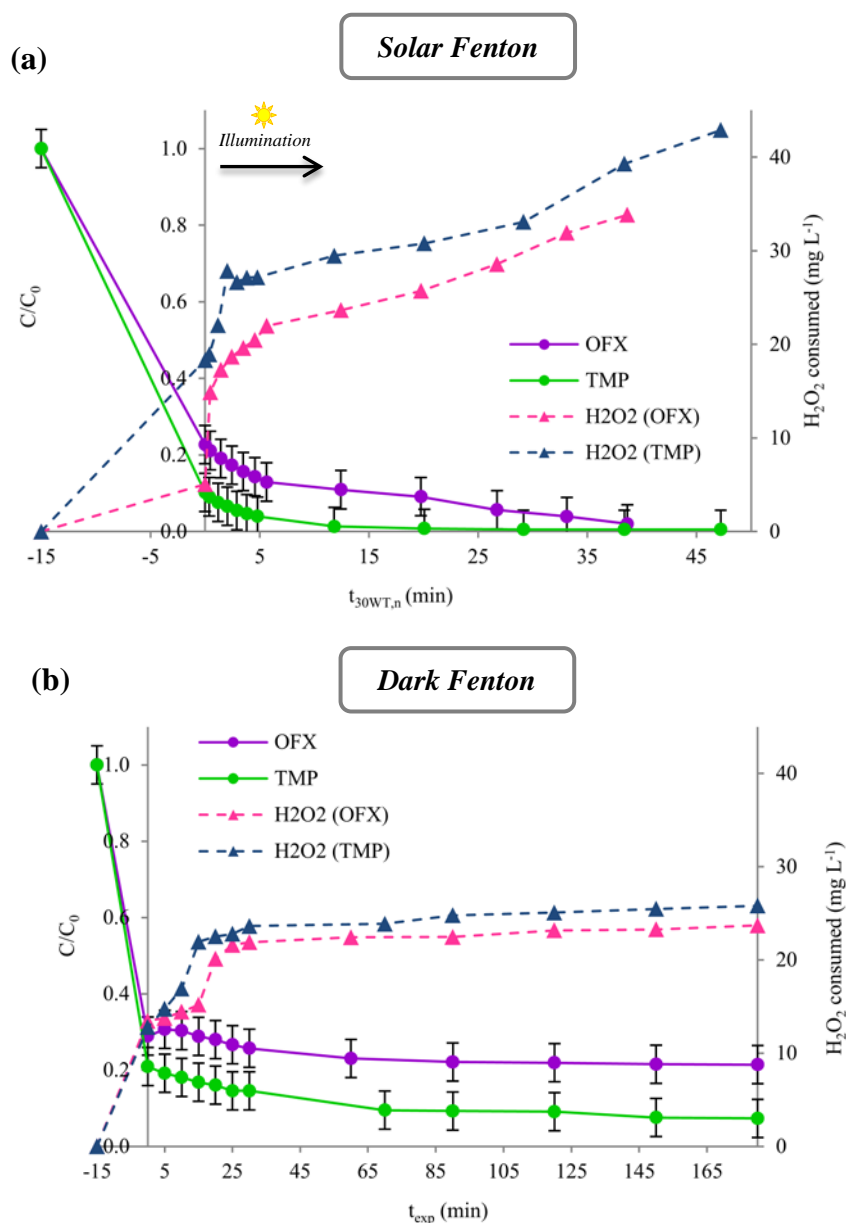 Solar Fenton
(a)
Illumination
1.0
0.8
0.6
0.4
0.2
0.0
C/C₀
40
30
20
10
0
H₂O₂ consumed (mg L⁻¹)
OFX
TMP
H2O2 (OFX)
H2O2 (TMP)
-15 5 15 25 35 45
t₃₀WT,n (min)
(b)
Dark Fenton
OFX
TMP
H2O2 (OFX)
H2O2 (TMP)
1.0
0.8
0.6
0.4
0.2
0.0
C/C₀
40
30
20
10
0
H₂O₂ consumed (mg L⁻¹)
-15 5 25 45 65 85 105 125 145 165
t_exp (min)